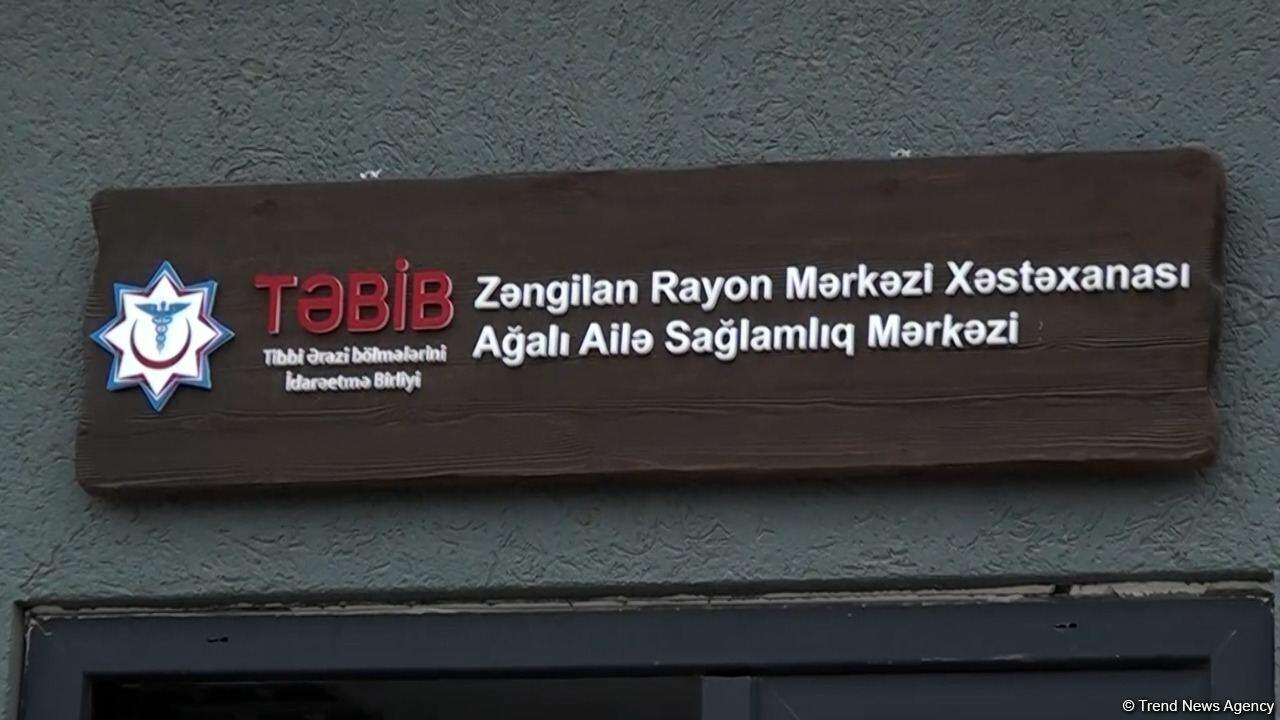 TƏBİB
Tibbi Ərazi bölmələrini
İdarəetmə Birliyi
Zəngilan Rayon Mərkəzi Xəstəxanası
Ağalı Ailə Sağlamlıq Mərkəzi
© Trend News Agency